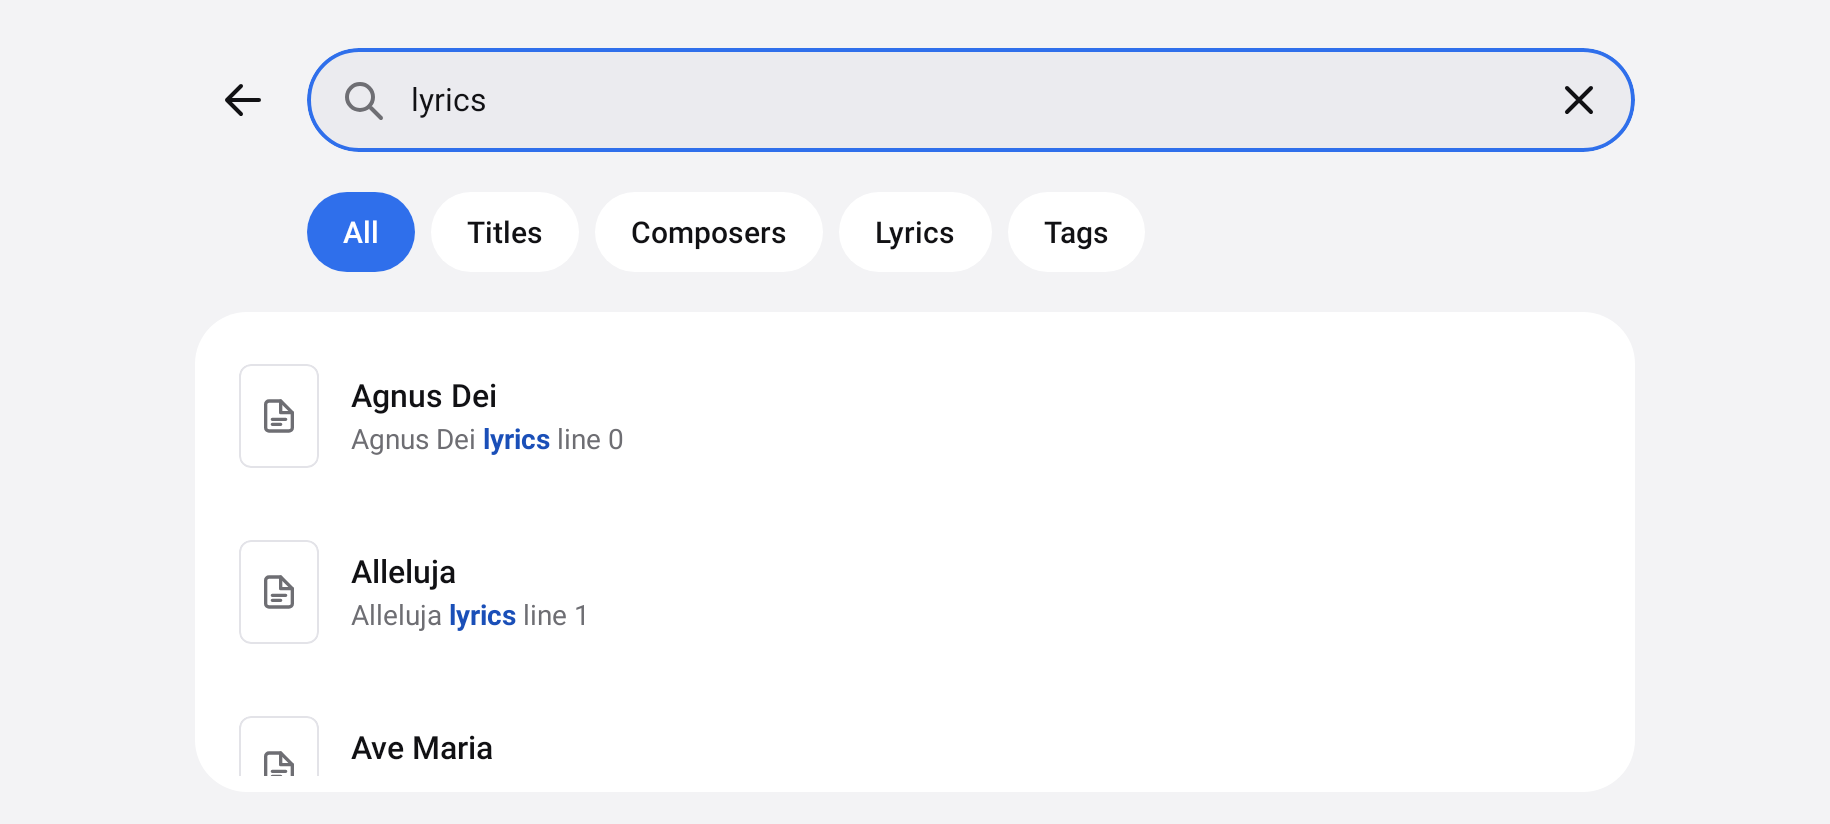 lyrics
All
Titles
Composers
Lyrics
Tags
Agnus Dei
Agnus Dei lyrics line 0
Alleluja
Alleluja lyrics line 1
Ave Maria